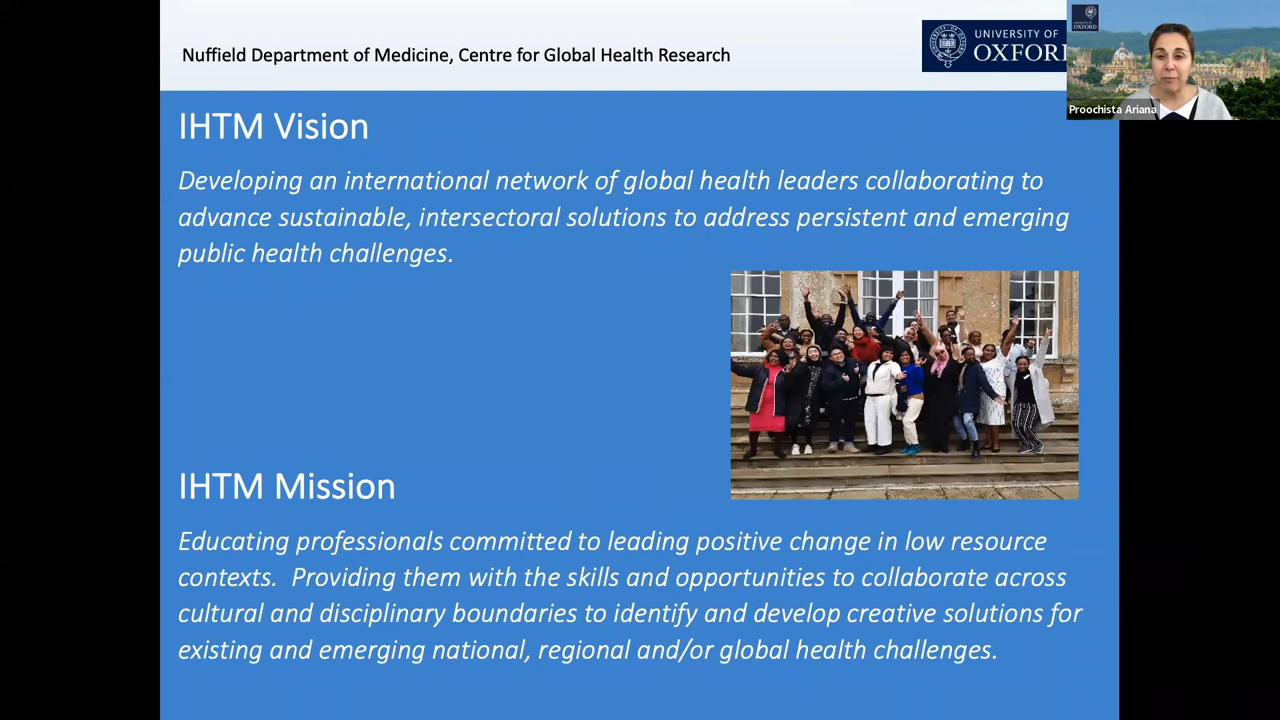 Nuffield Department of Medicine, Centre for Global Health Research
UNIVERSITY OF
OXFORD
UNIVERSITY OF
OXFORD
Proochista Ariana
IHTM Vision
Developing an international network of global health leaders collaborating to
advance sustainable, intersectoral solutions to address persistent and emerging
public health challenges.
IHTM Mission
Educating professionals committed to leading positive change in low resource
contexts.  Providing them with the skills and opportunities to collaborate across
cultural and disciplinary boundaries to identify and develop creative solutions for
existing and emerging national, regional and/or global health challenges.